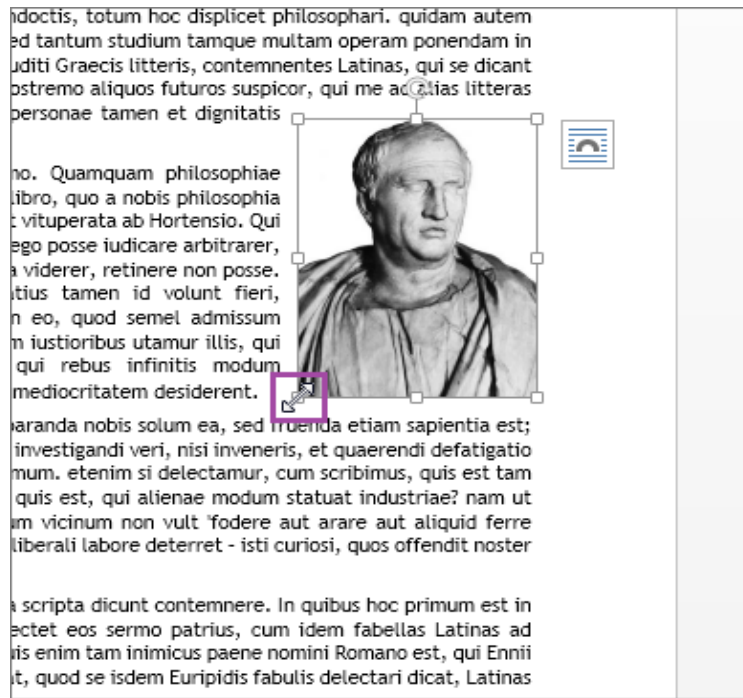 ndoctis, totum hoc displicet philosophari. quidam autem
ed tantum studium tamque multam operam ponendam in
uditi Graecis litteris, contemnentes Latinas, qui se dicant
ostremo aliquos futuros suspicor, qui me ad alias litteras
personae tamen et dignitatis
no. Quamquam philosophiae
libro, quo a nobis philosophia
t vituperata ab Hortensio. Qui
ego posse iudicare arbitrarer,
a viderer, retinere non posse.
tius tamen id volunt fieri,
n eo, quod semel admissum
m iustioribus utamur illis, qui
qui rebus infinitis modum
mediocritatem desiderent.
paranda nobis solum ea, sed fruenda etiam sapientia est;
investigandi veri, nisi inveneris, et quaerendi defatigatio
mum. etenim si delectamur, cum scribimus, quis est tam
quis est, qui alienae modum statuat industriae? nam ut
um vicinum non vult 'fodere aut arare aut aliquid ferre
liberali labore deterret - isti curiosi, quos offendit noster
a scripta dicunt contemnere. In quibus hoc primum est in
ectet eos sermo patrius, cum idem fabellas Latinas ad
uis enim tam inimicus paene nomini Romano est, qui Ennii
at, quod se isdem Euripidis fabulis delectari dicat, Latinas